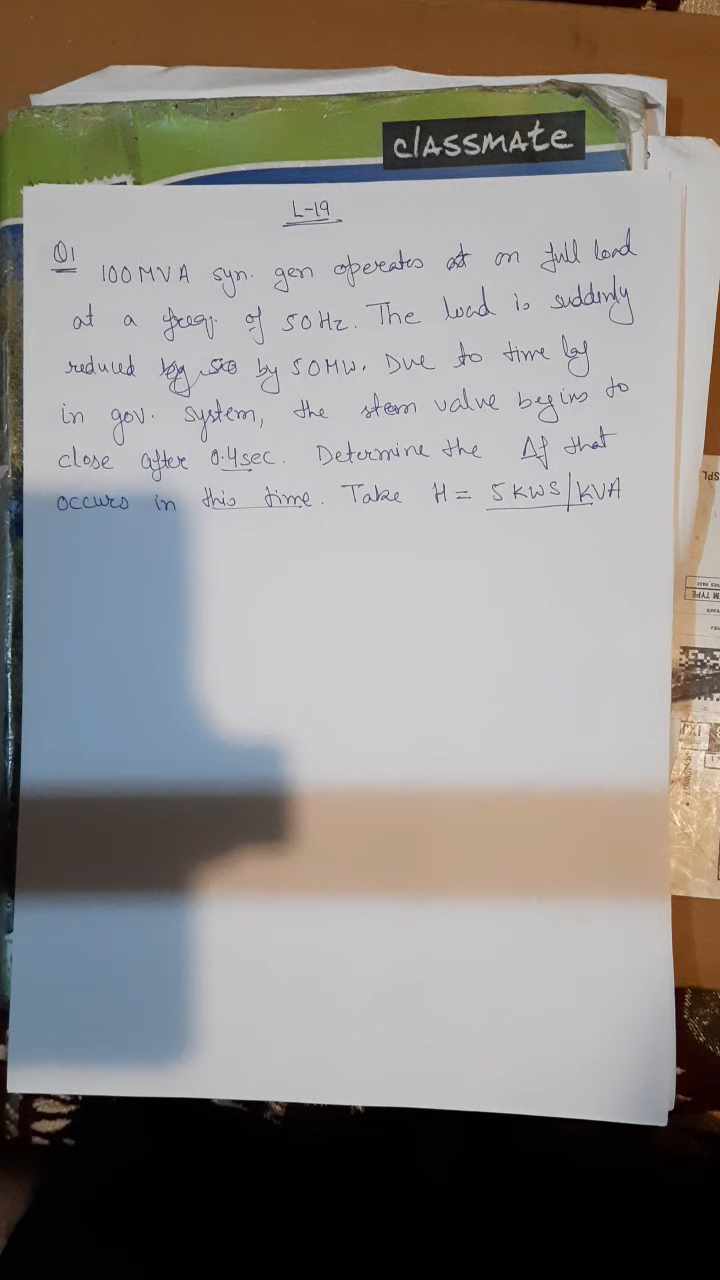 classmate
L-19
Q1 100 MVA syn. gen operates at on full load
at a freq. of 50Hz. The load is suddenly
reduced by 50MW. Due to time lag
in gov. system, the steam valve begins to
close after 0.4sec. Determine the Δf that
occurs in this time. Take H = 5 KWS/KVA
SPL
M TYPE